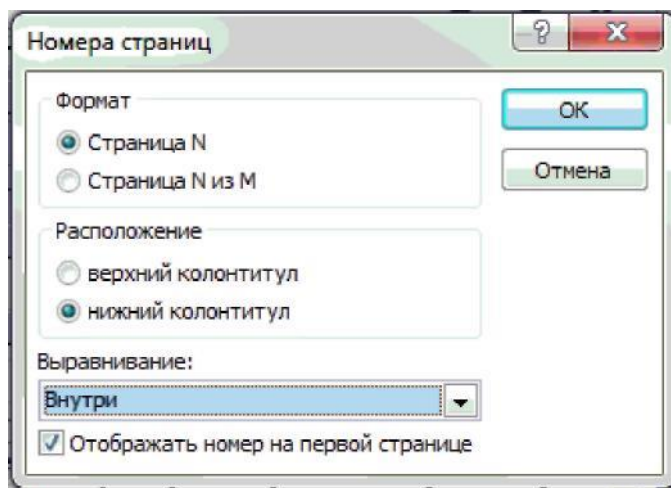 Номера страниц
Формат
Страница N
Страница N из M
Расположение
верхний колонтитул
нижний колонтитул
Выравнивание:
Внутри
Отображать номер на первой странице
ОК
Отмена